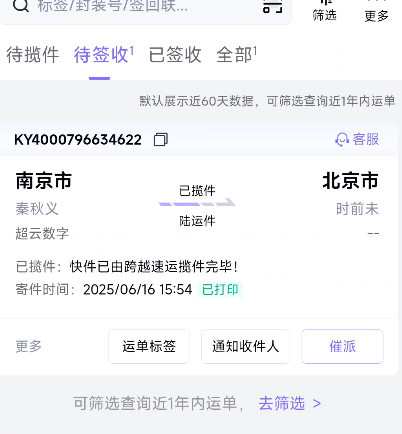 标签/封装号/签回联...
筛选
更多
待揽件 待签收1 已签收 全部1
默认展示近60天数据，可筛选查询近1年内运单
KY4000796634622 客服
南京市 已揽件 北京市
秦秋义 时前未
超云数字 陆运件 --
已揽件：快件已由跨越速运揽件完毕！
寄件时间：2025/06/16 15:54 已打印
更多 运单标签 通知收件人 催派
可筛选查询近1年内运单，去筛选 >